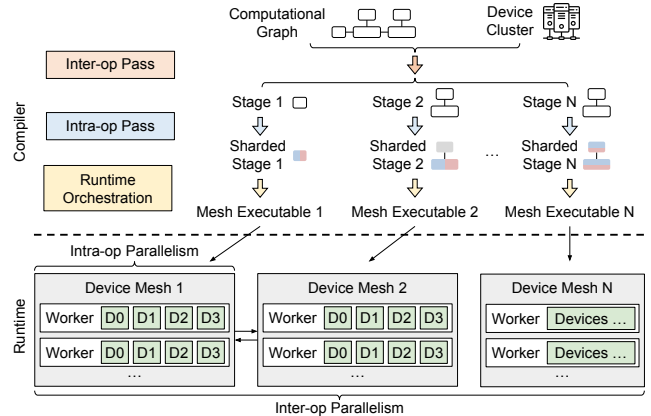 Computational
Graph
Device
Cluster
Inter-op Pass
Compiler
Intra-op Pass
Runtime
Orchestration
Stage 1
Stage 2
Stage N
Sharded
Stage 1
Sharded
Stage 2
...
Sharded
Stage N
Mesh Executable 1
Mesh Executable 2
Mesh Executable N
Intra-op Parallelism
Runtime
Device Mesh 1
Worker D0 D1 D2 D3
Worker D0 D1 D2 D3
...
Device Mesh 2
Worker D0 D1 D2 D3
Worker D0 D1 D2 D3
...
Device Mesh N
Worker Devices ...
Worker Devices ...
...
Inter-op Parallelism